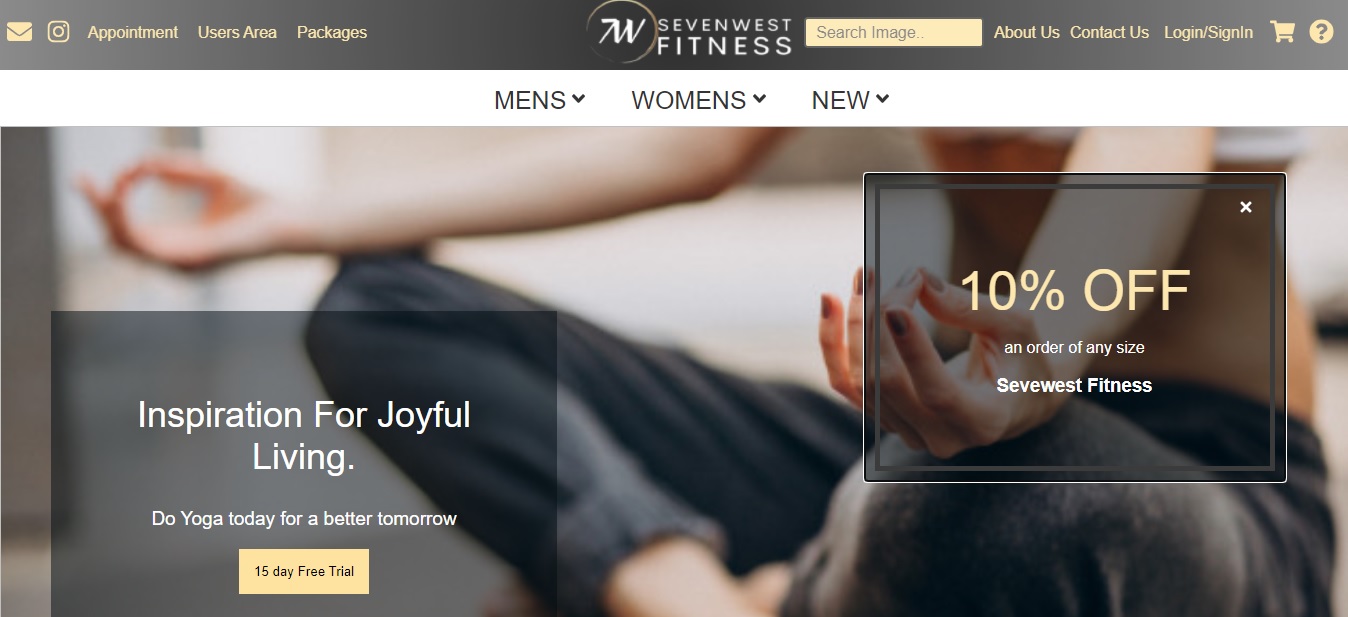 Appointment Users Area Packages
7W SEVENWEST
FITNESS
Search Image..
About Us Contact Us Login/SignIn
MENS WOMENS NEW
10% OFF
an order of any size
Sevewest Fitness
Inspiration For Joyful
Living.
Do Yoga today for a better tomorrow
15 day Free Trial